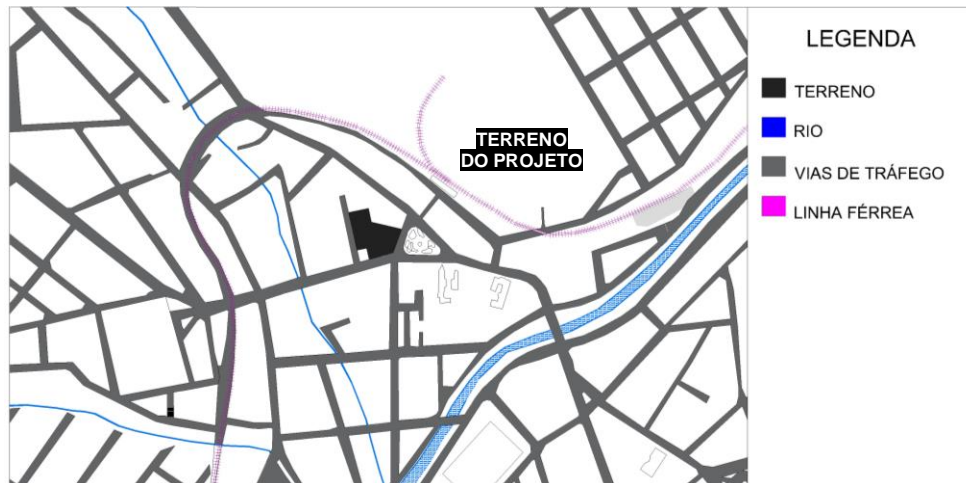 TERRENO
DO PROJETO
LEGENDA
TERRENO
RIO
VIAS DE TRÁFEGO
LINHA FÉRREA